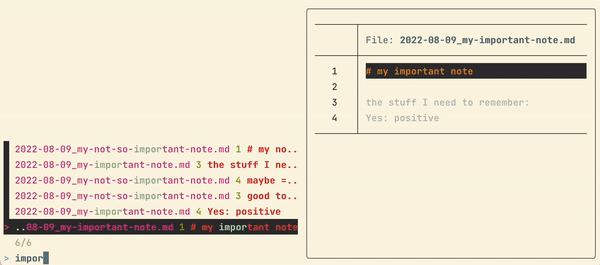 2022-08-09_my-not-so-important-note.md 1 # my no..
2022-08-09_my-important-note.md 3 the stuff I ne..
2022-08-09_my-not-so-important-note.md 4 maybe =..
2022-08-09_my-not-so-important-note.md 3 good to..
2022-08-09_my-important-note.md 4 Yes: positive
> ..08-09_my-important-note.md 1 # my important note
6/6
> impor
File: 2022-08-09_my-important-note.md
1 # my important note
2
3 the stuff I need to remember:
4 Yes: positive